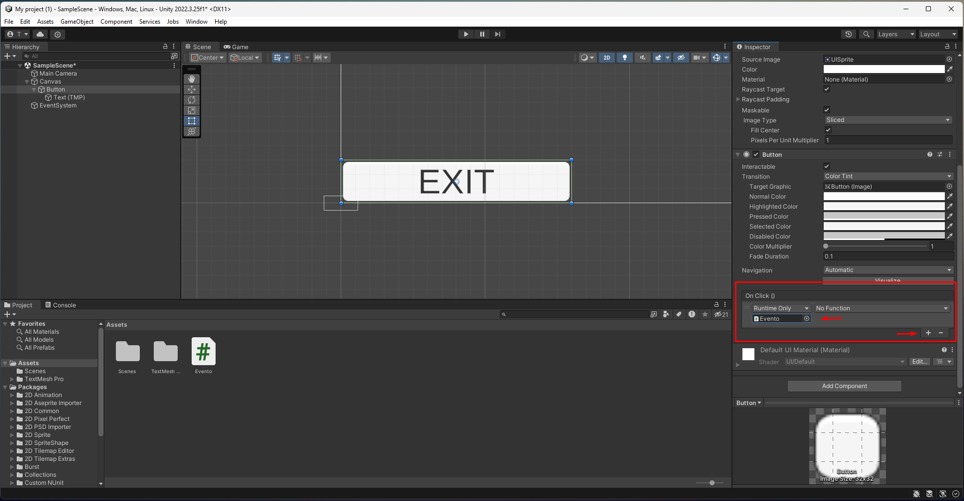 My project (1) - SampleScene - Windows, Mac, Linux - Unity 2022.3.25f1* <DX11>
File Edit Assets GameObject Component Services Jobs Window Help
T
Layers Layout
Hierarchy
All
SampleScene*
Main Camera
Canvas
Button
Text (TMP)
EventSystem
Scene Game
Center Local
2D
EXIT
Inspector
Source Image UISprite
Color
Material None (Material)
Raycast Target
Raycast Padding
Maskable
Image Type Sliced
Fill Center
Pixels Per Unit Multiplier 1
Button
Interactable
Transition Color Tint
Target Graphic Button (Image)
Normal Color
Highlighted Color
Pressed Color
Selected Color
Disabled Color
Color Multiplier 1
Fade Duration 0.1
Navigation Automatic
Visualize
On Click ()
Runtime Only No Function
Evento
+ −
Default UI Material (Material)
Shader UI/Default Edit...
Add Component
Button
Button
Image Size: 32x32
Project Console
21
Favorites
All Materials
All Models
All Prefabs
Assets
Scenes
TextMesh Pro
Packages
2D Animation
2D Aseprite Importer
2D Common
2D Pixel Perfect
2D PSD Importer
2D Sprite
2D SpriteShape
2D Tilemap Editor
2D Tilemap Extras
Burst
Collections
Custom NUnit
Assets
#
Scenes TextMesh ... Evento